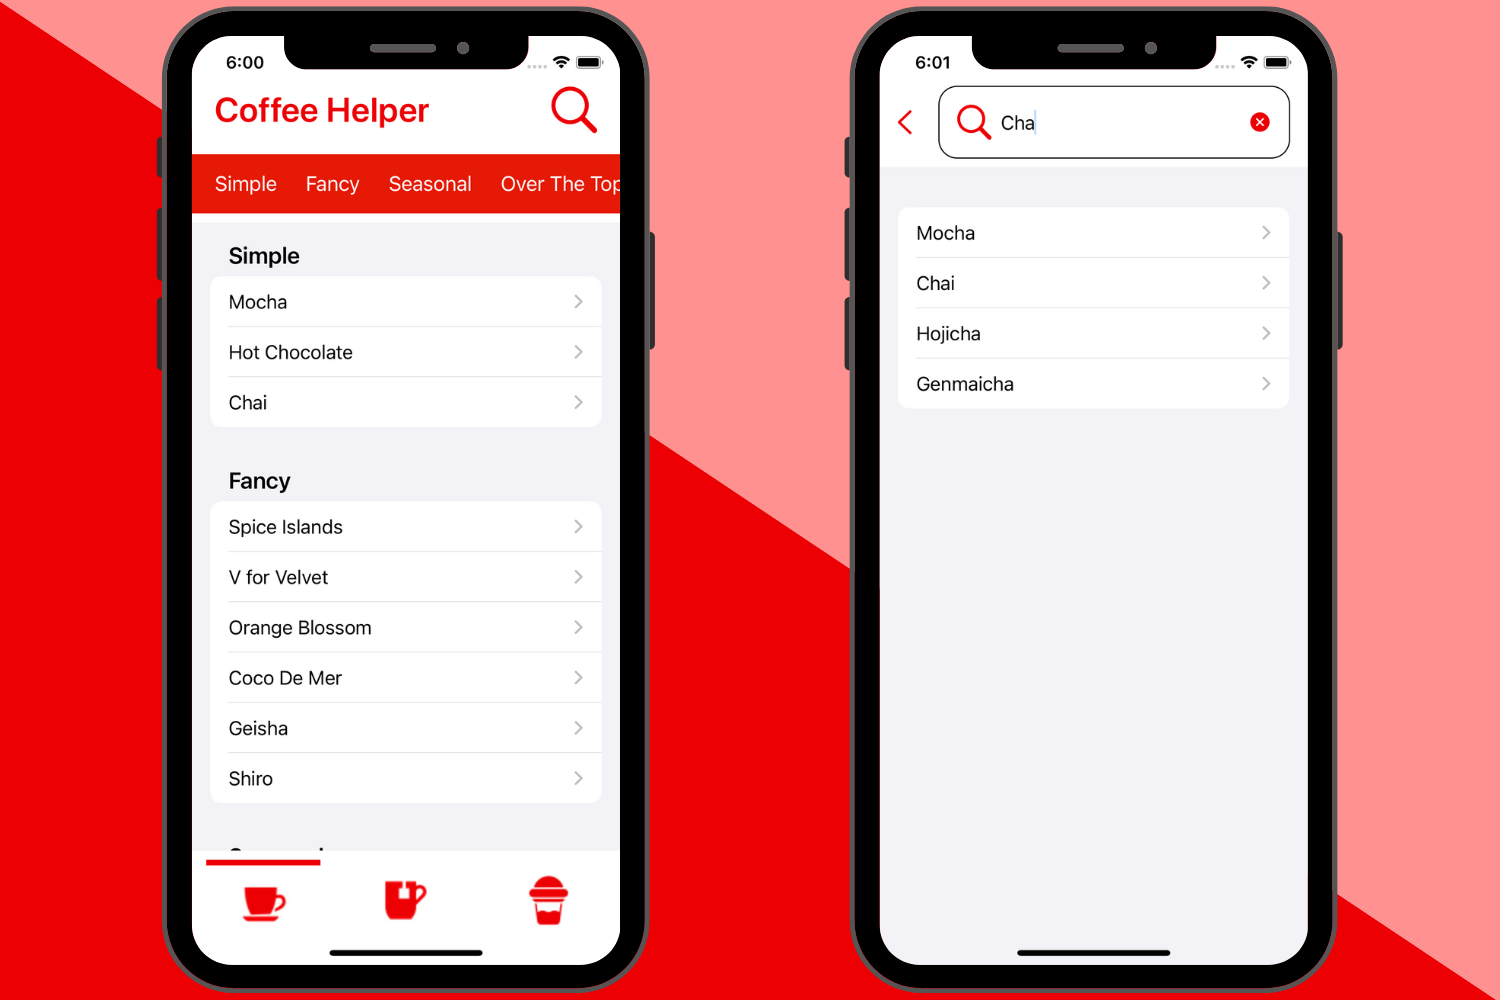 6:00
Coffee Helper
Simple Fancy Seasonal Over The Top
Simple
Mocha
Hot Chocolate
Chai
Fancy
Spice Islands
V for Velvet
Orange Blossom
Coco De Mer
Geisha
Shiro
6:01
Cha
Mocha
Chai
Hojicha
Genmaicha